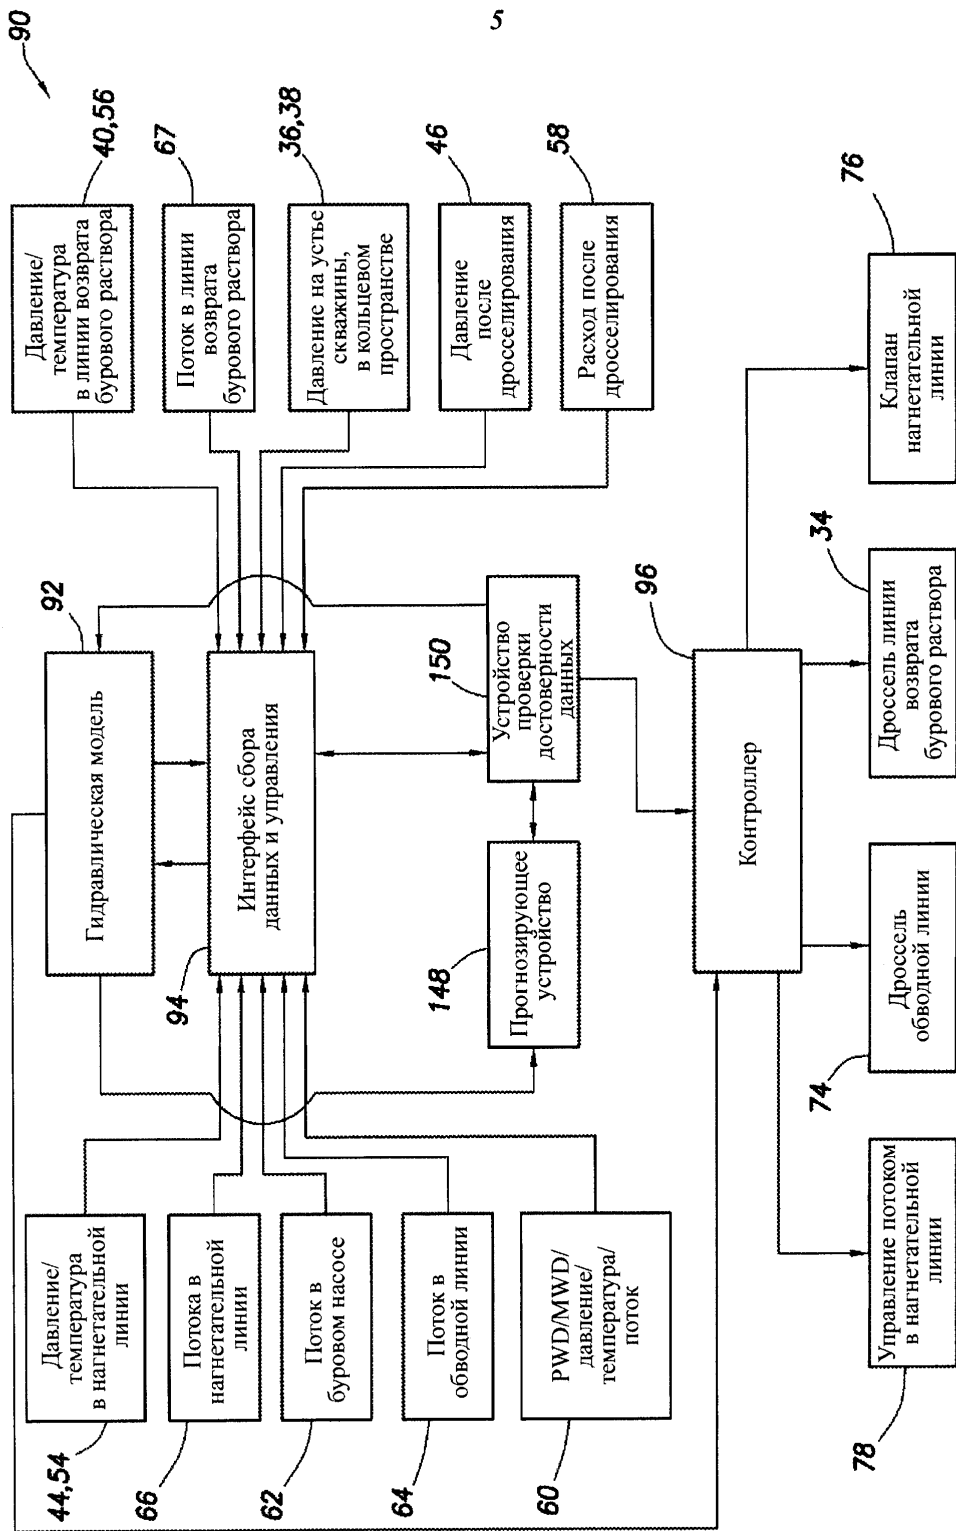 5
90
Давление/
температура
в линии возврата
бурового раствора
40,56
Поток в линии
возврата
бурового раствора
67
Давление на устье
скважины,
в кольцевом
пространстве
36,38
Давление
после
дросселирования
46
Расход после
дросселирования
58
Гидравлическая модель
92
Интерфейс сбора
данных и управления
94
Устройство
проверки
достоверности
данных
150
Прогнозирующее
устройство
148
Давление/
температура
в нагнетательной
линии
44,54
Потока в
нагнетательной
линии
66
Поток в
буровом насосе
62
Поток в
обводной линии
64
PWD/MWD/
давление/
температура/
поток
60
Контроллер
96
Управление потоком
в нагнетательной
линии
78
Дроссель
обводной линии
74
Дроссель линии
возврата
бурового раствора
34
Клапан
нагнетательной
линии
76